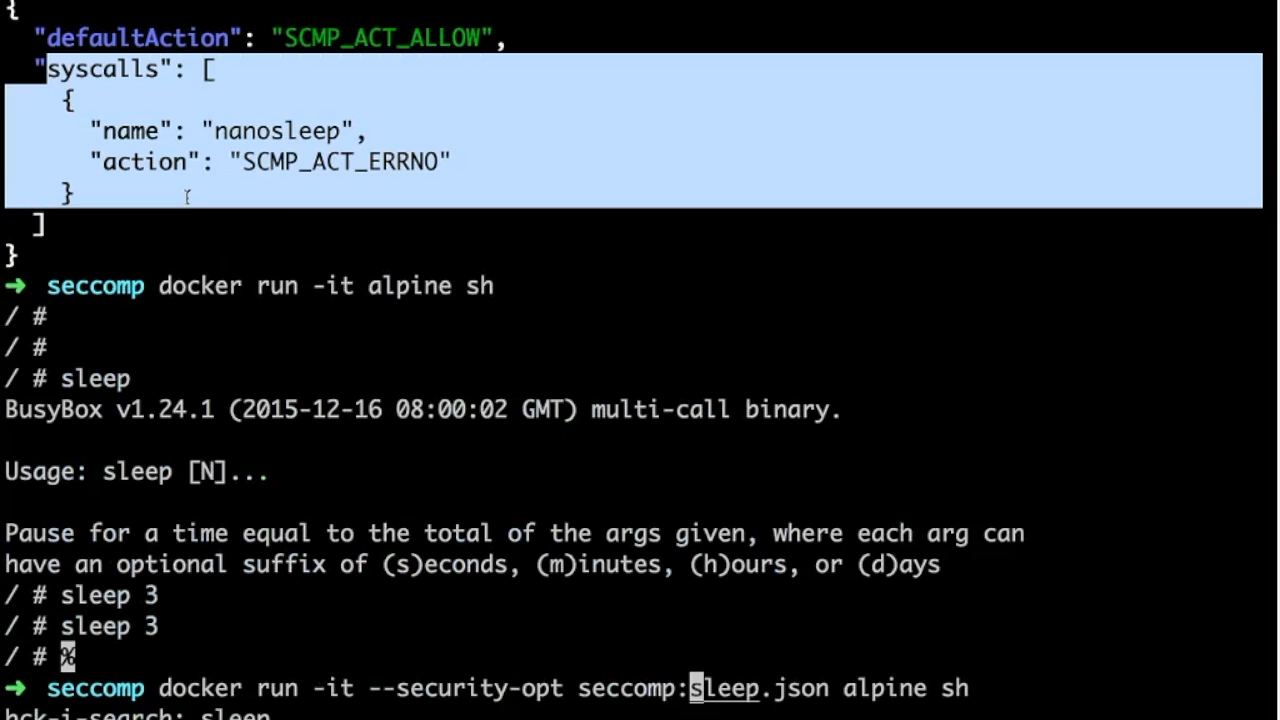 {
"defaultAction": "SCMP_ACT_ALLOW",
"syscalls": [
{
"name": "nanosleep",
"action": "SCMP_ACT_ERRNO"
}
]
}
➜ seccomp docker run -it alpine sh
/ #
/ #
/ # sleep
BusyBox v1.24.1 (2015-12-16 08:00:02 GMT) multi-call binary.
Usage: sleep [N]...
Pause for a time equal to the total of the args given, where each arg can
have an optional suffix of (s)econds, (m)inutes, (h)ours, or (d)ays
/ # sleep 3
/ # sleep 3
/ # %
➜ seccomp docker run -it --security-opt seccomp:sleep.json alpine sh
bck-i-search: sleep